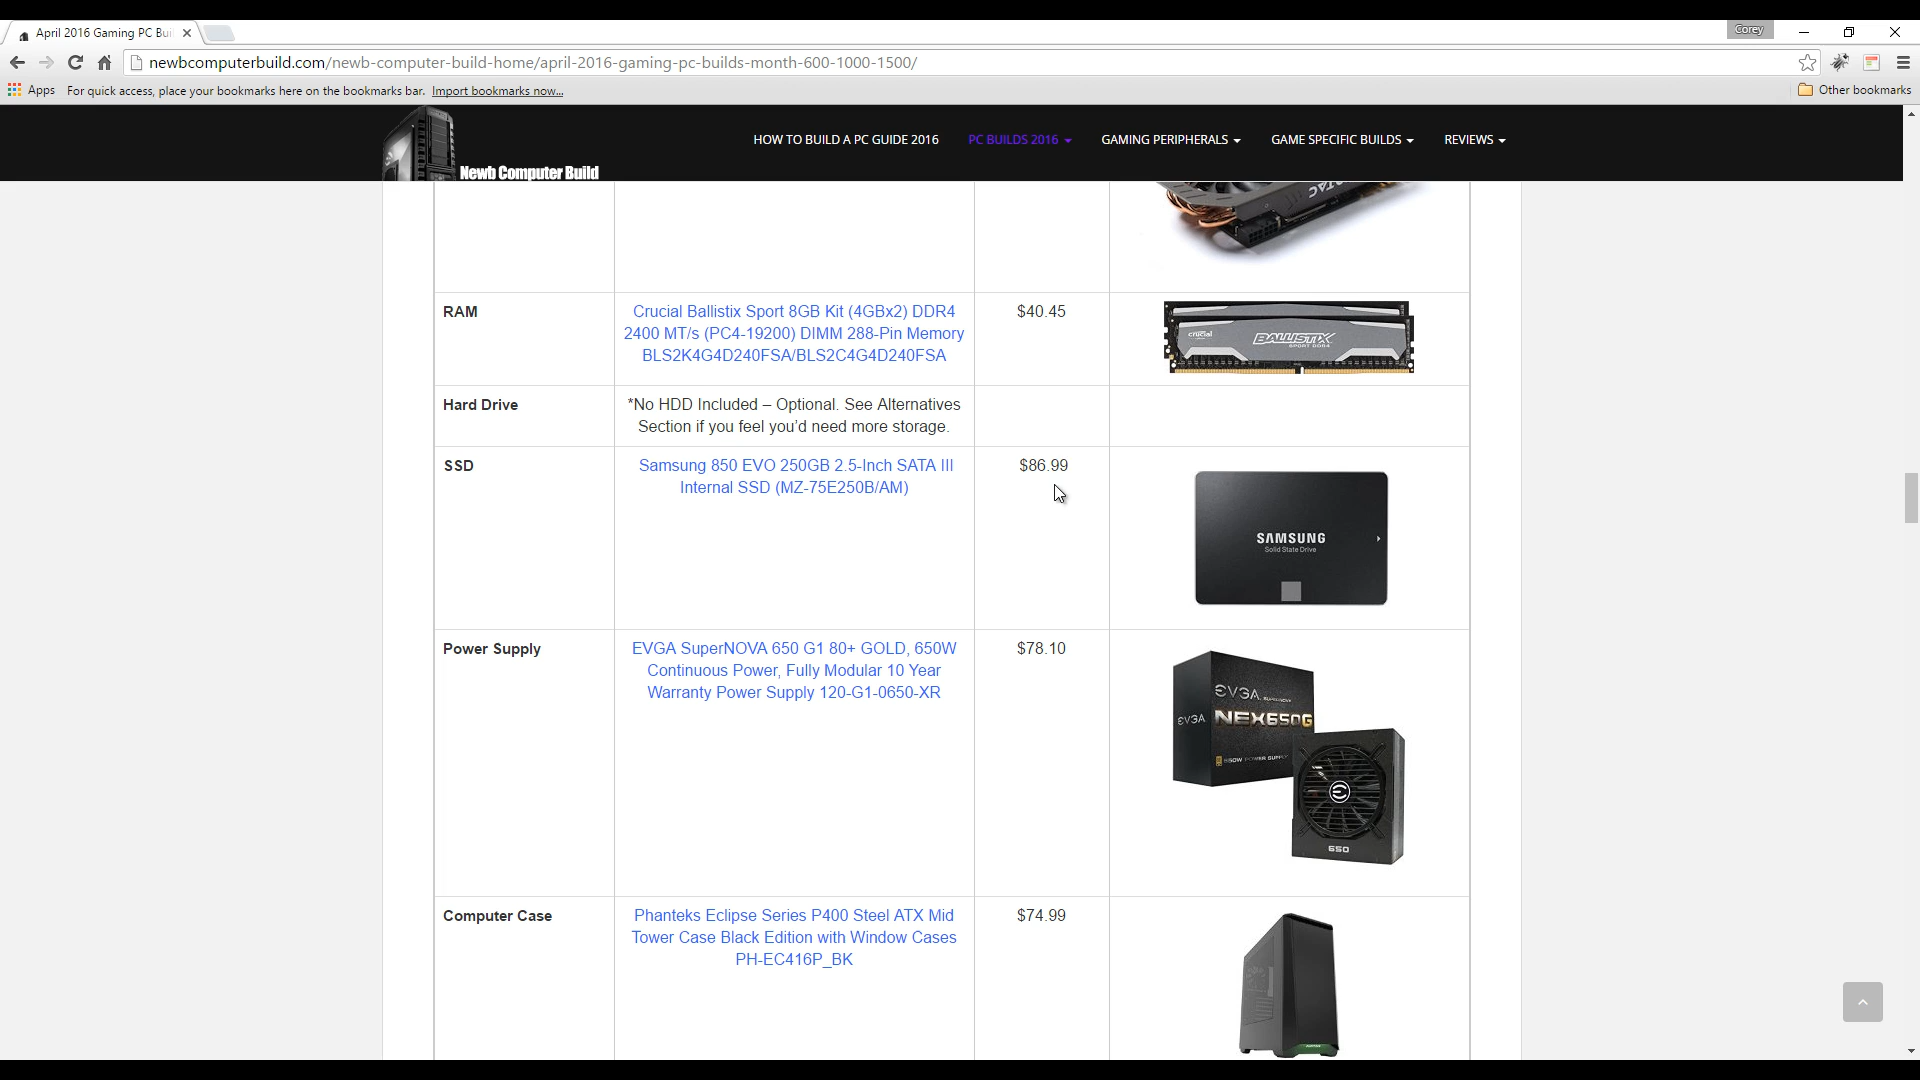 April 2016 Gaming PC Bui
Corey
newbcomputerbuild.com/newb-computer-build-home/april-2016-gaming-pc-builds-month-600-1000-1500/
Apps For quick access, place your bookmarks here on the bookmarks bar. Import bookmarks now... Other bookmarks
Newb Computer Build
HOW TO BUILD A PC GUIDE 2016 PC BUILDS 2016 GAMING PERIPHERALS GAME SPECIFIC BUILDS REVIEWS
ZOTAC
RAM
Crucial Ballistix Sport 8GB Kit (4GBx2) DDR4
2400 MT/s (PC4-19200) DIMM 288-Pin Memory
BLS2K4G4D240FSA/BLS2C4G4D240FSA
$40.45
crucial
BALLISTIX
SPORT DDR4
Hard Drive
*No HDD Included – Optional. See Alternatives
Section if you feel you'd need more storage.
SSD
Samsung 850 EVO 250GB 2.5-Inch SATA III
Internal SSD (MZ-75E250B/AM)
$86.99
SAMSUNG
Solid State Drive
Power Supply
EVGA SuperNOVA 650 G1 80+ GOLD, 650W
Continuous Power, Fully Modular 10 Year
Warranty Power Supply 120-G1-0650-XR
$78.10
EVGA
EVGA SUPERNOVA
NEX650G
650W POWER SUPPLY
650
Computer Case
Phanteks Eclipse Series P400 Steel ATX Mid
Tower Case Black Edition with Window Cases
PH-EC416P_BK
$74.99